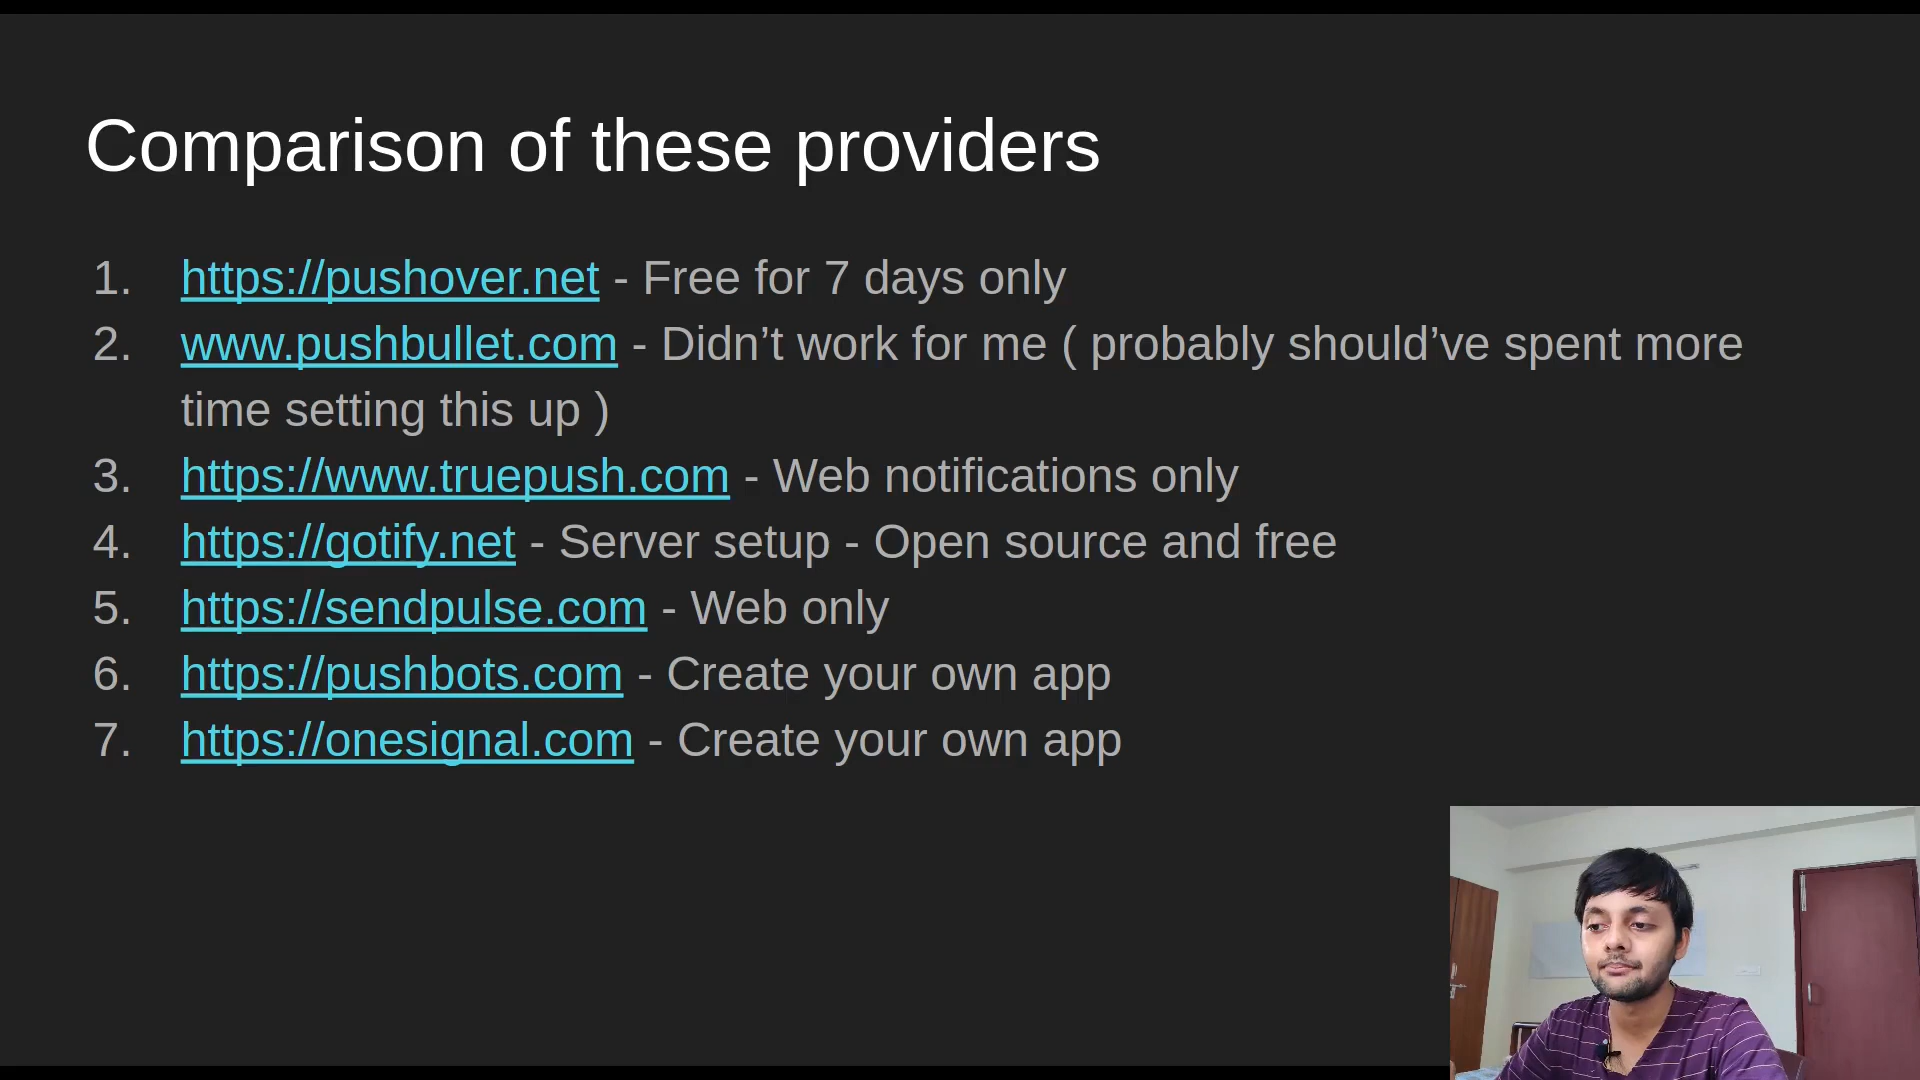 Comparison of these providers
1. https://pushover.net - Free for 7 days only
2. www.pushbullet.com - Didn’t work for me ( probably should’ve spent more
time setting this up )
3. https://www.truepush.com - Web notifications only
4. https://gotify.net - Server setup - Open source and free
5. https://sendpulse.com - Web only
6. https://pushbots.com - Create your own app
7. https://onesignal.com - Create your own app